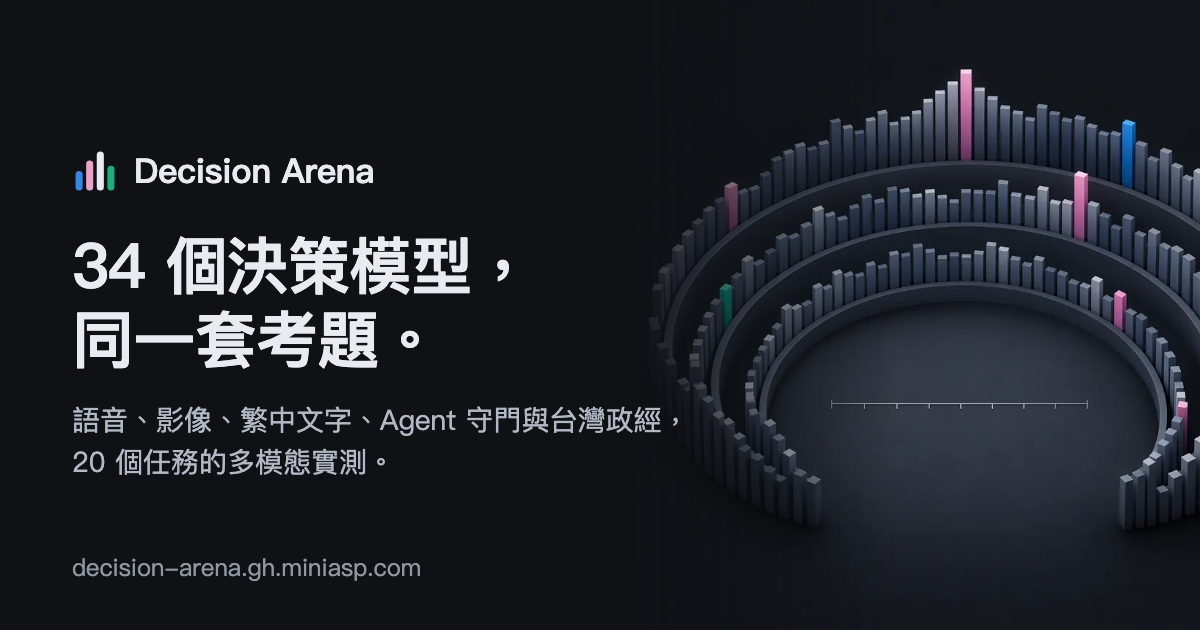 Decision Arena
34 個決策模型，
同一套考題。
語音、影像、繁中文字、Agent 守門與台灣政經，
20 個任務的多模態實測。
decision-arena.gh.miniasp.com